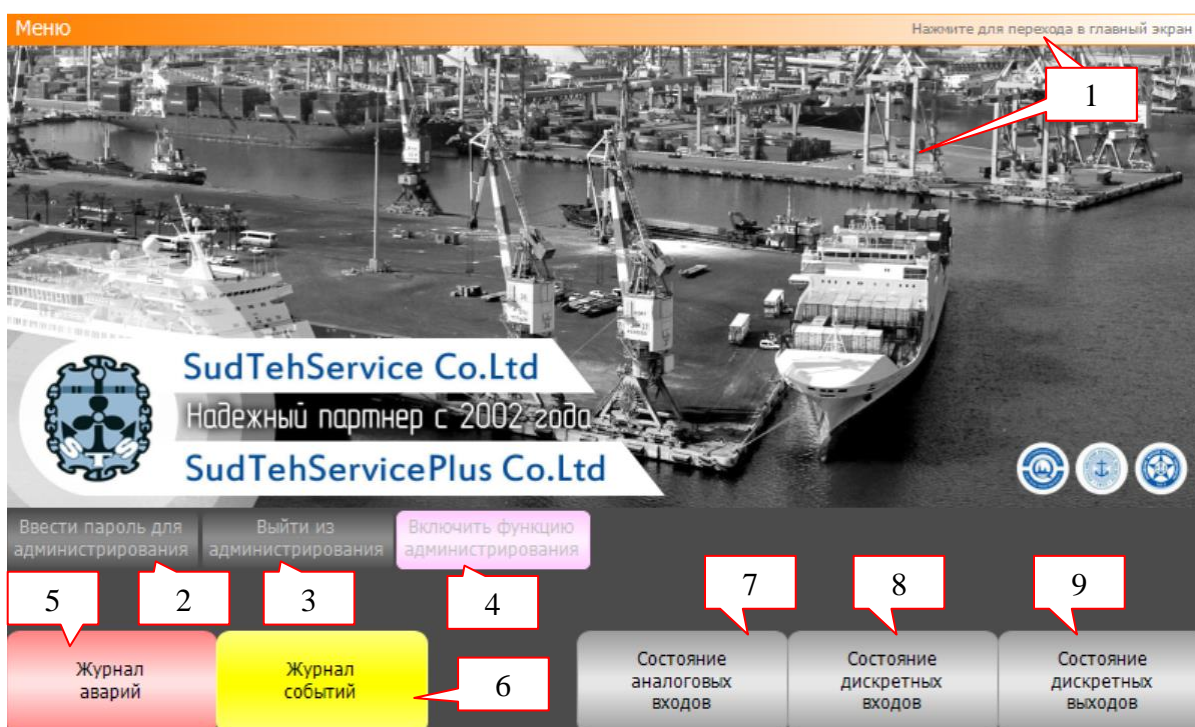 Меню
Нажмите для перехода в главный экран
1
SudTehService Co.Ltd
Надежный партнер с 2002 года
SudTehServicePlus Co.Ltd
Ввести пароль для
администрирования
Выйти из
администрирования
Включить функцию
администрирования
5
2
3
4
7
8
9
Журнал
аварий
Журнал
событий
6
Состояние
аналоговых
входов
Состояние
дискретных
входов
Состояние
дискретных
выходов